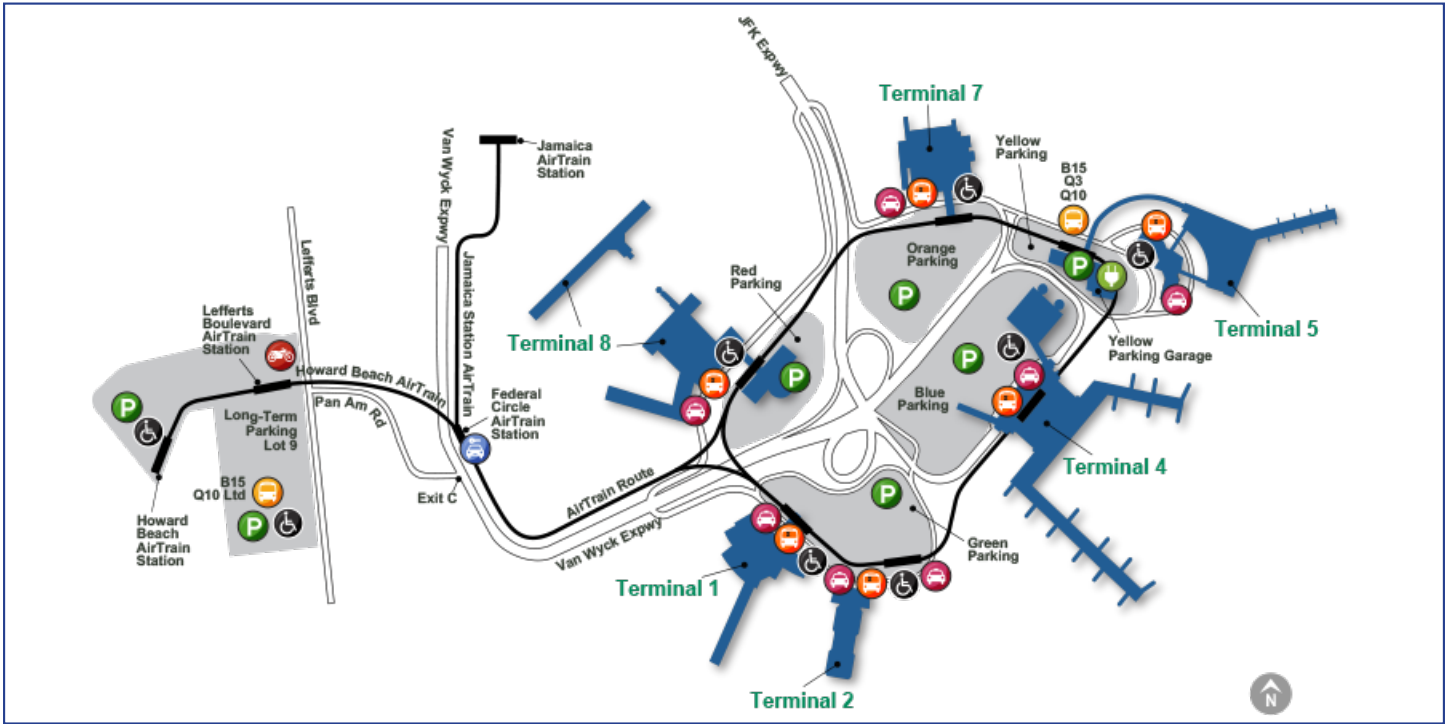 JFK Expwy
Terminal 7
Yellow
Parking
B15
Q3
Q10
Van Wyck Expwy
Jamaica
AirTrain
Station
Lefferts Blvd
Jamaica Station AirTrain
Orange
Parking
Red
Parking
P
P
Terminal 5
Lefferts
Boulevard
AirTrain
Station
Terminal 8
Yellow
Parking Garage
P
P
Howard Beach AirTrain
Federal
Circle
AirTrain
Station
Blue
Parking
P
Pan Am Rd
Long-Term
Parking
Lot 9
Terminal 4
B15
Q10 Ltd
Exit C
AirTrain Route
P
P
Howard
Beach
AirTrain
Station
Van Wyck Expwy
Green
Parking
Terminal 1
Terminal 2
N